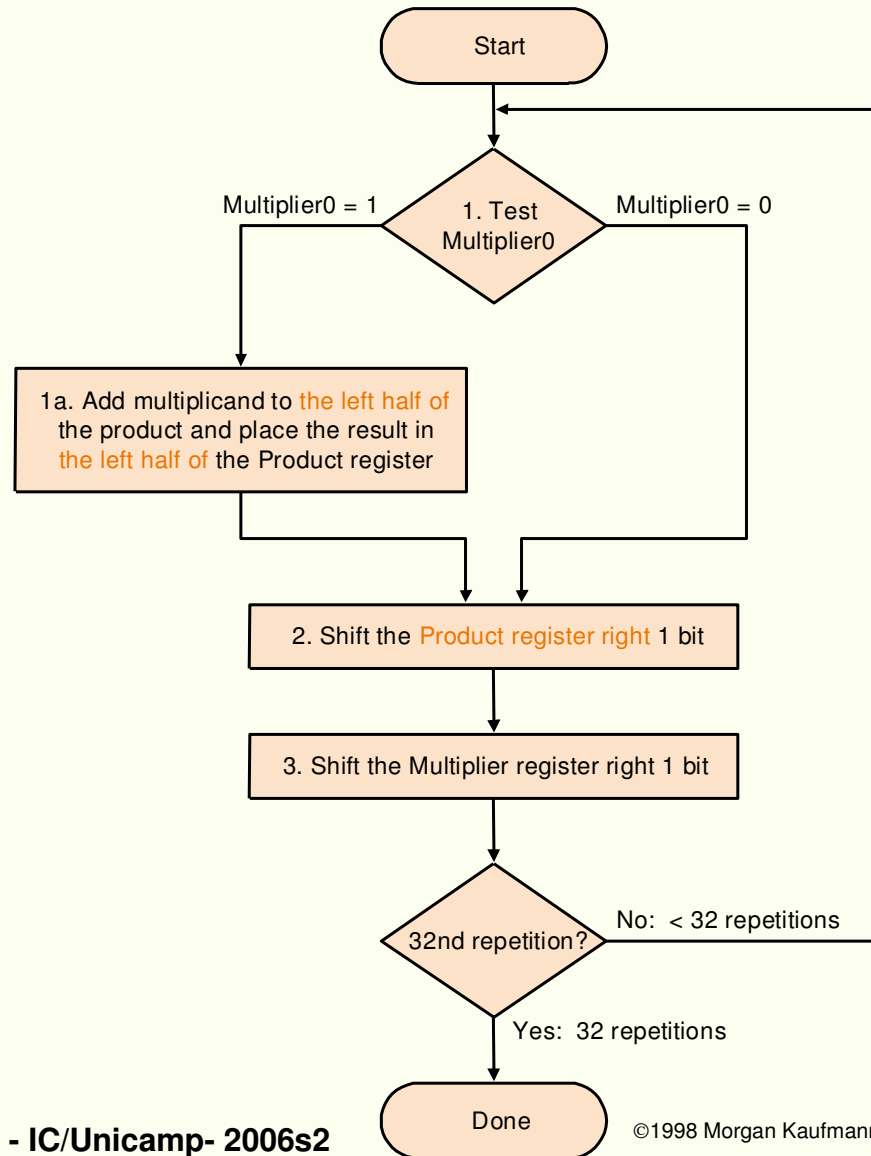 Start
Multiplier0 = 1
1. Test
Multiplier0
Multiplier0 = 0
1a. Add multiplicand to the left half of
the product and place the result in
the left half of the Product register
2. Shift the Product register right 1 bit
3. Shift the Multiplier register right 1 bit
32nd repetition?
No: < 32 repetitions
Yes: 32 repetitions
Done
- IC/Unicamp- 2006s2
©1998 Morgan Kaufmann